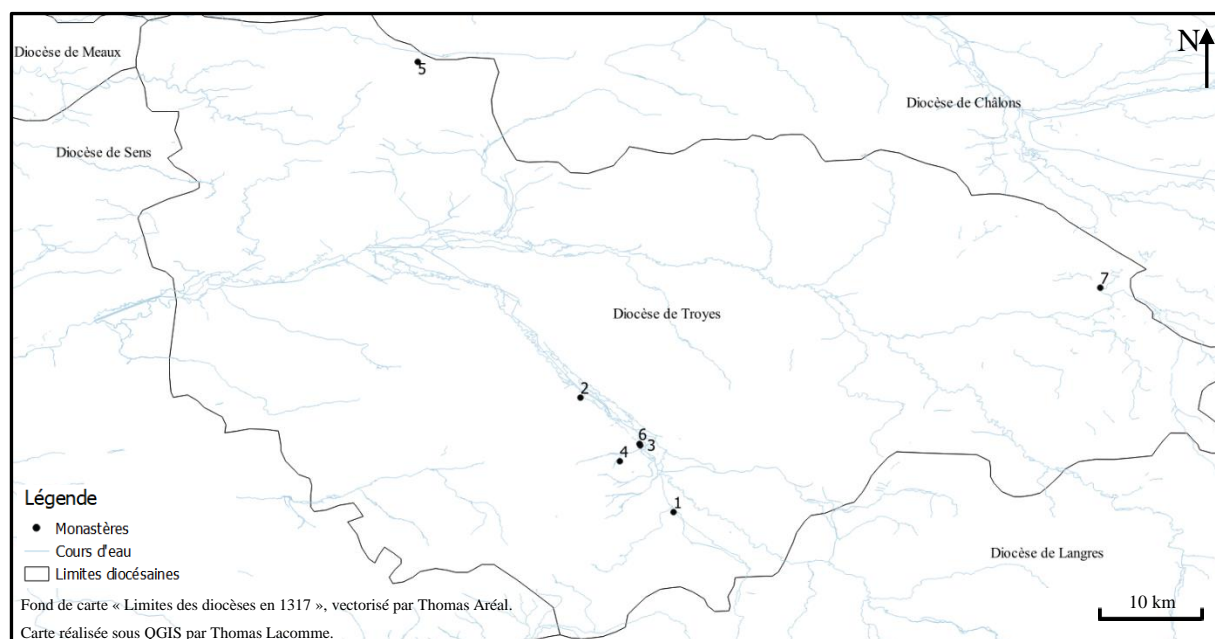 Diocèse de Meaux
N
5
Diocèse de Châlons
Diocèse de Sens
7
Diocèse de Troyes
2
6
3
4
1
Légende
Monastères
Cours d'eau
Limites diocésaines
Diocèse de Langres
Fond de carte « Limites des diocèses en 1317 », vectorisé par Thomas Aréal.
10 km
Carte réalisée sous QGIS par Thomas Lacomme.